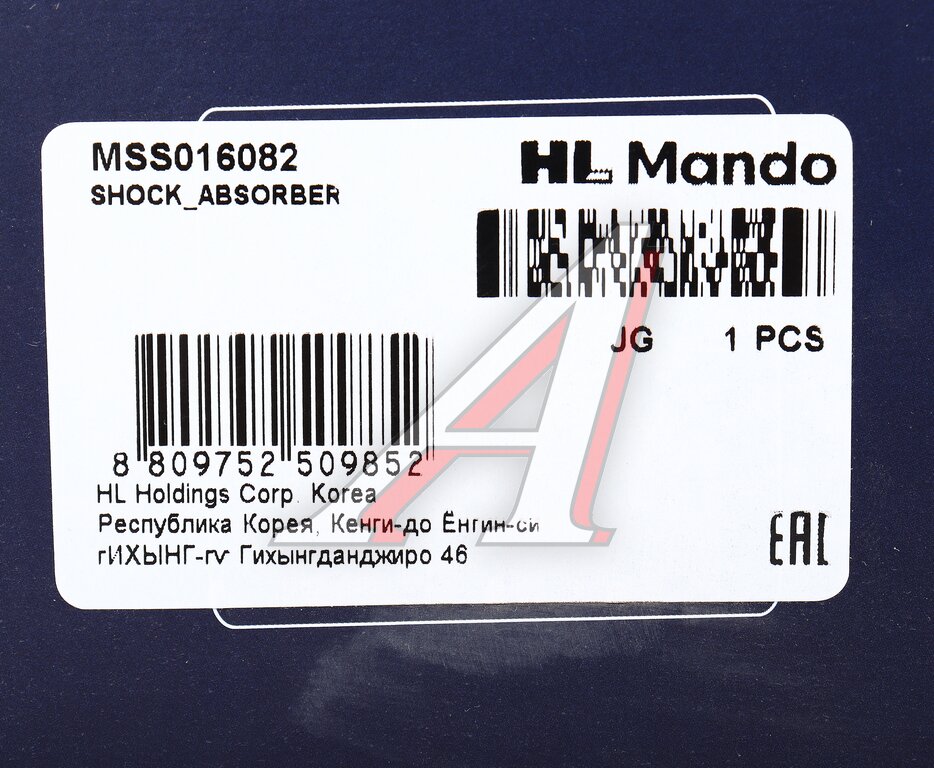 MSS016082
HL Mando
SHOCK_ABSORBER
JG 1 PCS
8 809752 509852
HL Holdings Corp. Korea
Республика Корея, Кенги-до Ёнгин-си
гИХЫНГ-гу Гихынгданджиро 46
EAC